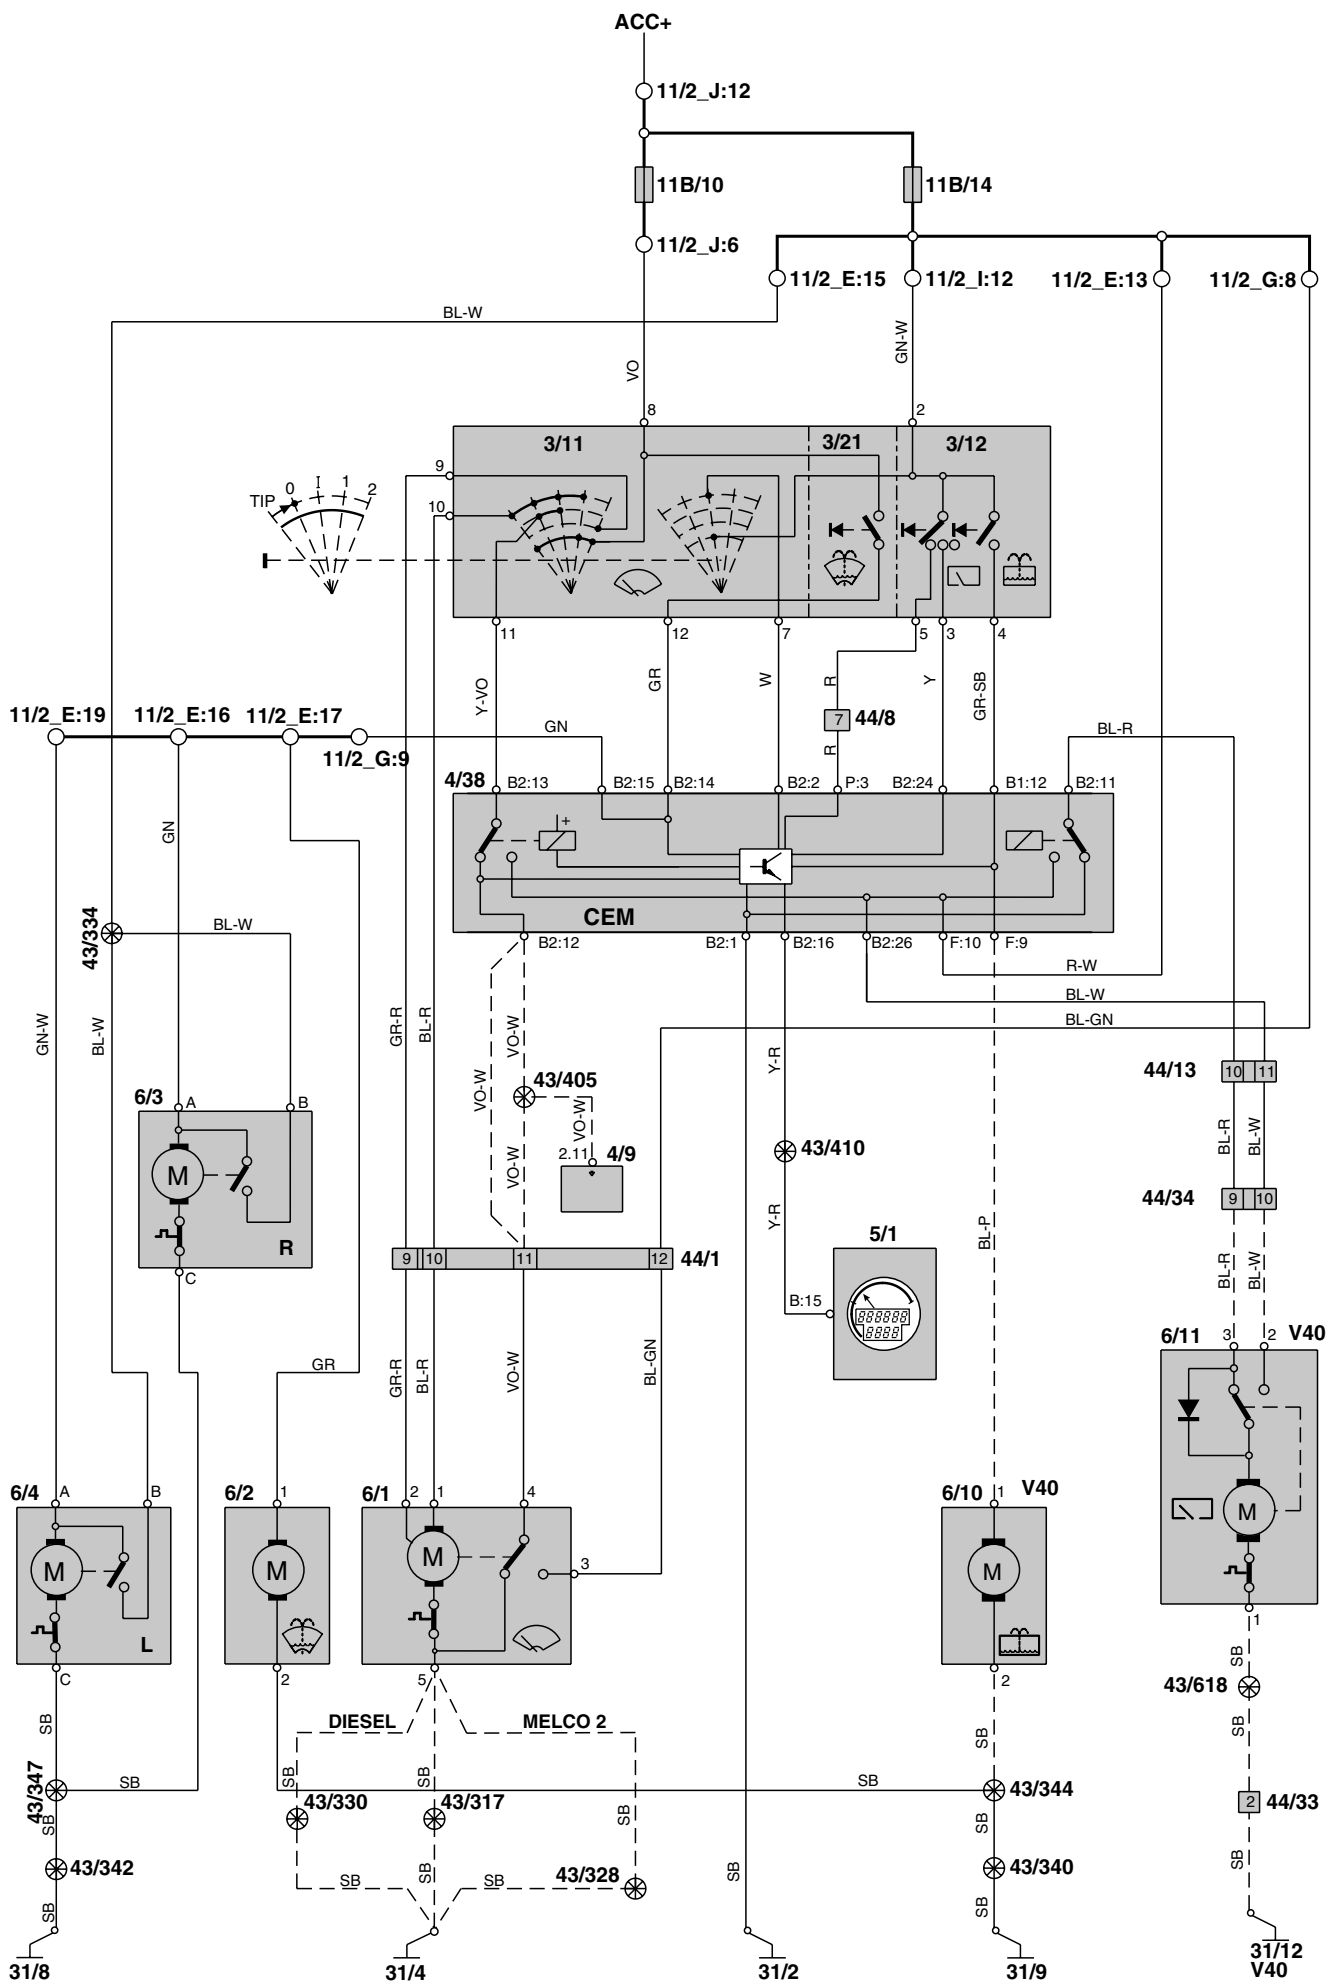 ACC+
11/2_J:12
11B/10
11B/14
11/2_J:6
11/2_E:15
11/2_I:12
11/2_E:13
11/2_G:8
BL-W
VO
GN-W
8
2
3/11
3/21
3/12
9
10
TIP
0
I
1
2
11
12
7
5
3
4
Y-VO
GR
W
R
Y
GR-SB
7
44/8
R
11/2_E:19
11/2_E:16
11/2_E:17
11/2_G:9
GN
BL-R
4/38
B2:13
B2:15
B2:14
B2:2
P:3
B2:24
B1:12
B2:11
+
GN
CEM
43/334
BL-W
B2:12
B2:1
B2:16
B2:26
F:10
F:9
R-W
BL-W
BL-GN
GN-W
BL-W
GR-R
BL-R
VO-W
VO-W
VO-W
Y-R
43/405
VO-W
44/13
10
11
6/3
A
B
M
R
C
2.11
4/9
43/410
BL-R
BL-W
44/34
9
10
Y-R
BL-P
5/1
B:15
888888
8888
9
10
11
12
44/1
BL-R
BL-W
6/11
3
2
V40
M
1
GR
GR-R
BL-R
VO-W
BL-GN
6/4
A
B
M
L
C
6/2
1
M
2
6/1
2
1
4
M
3
5
6/10
1
V40
M
2
SB
43/618
SB
2
44/33
SB
DIESEL
MELCO 2
SB
SB
SB
SB
SB
43/347
SB
SB
43/344
43/330
43/317
SB
SB
SB
43/342
SB
SB
SB
43/328
SB
43/340
SB
SB
31/8
31/4
31/2
31/9
31/12
V40